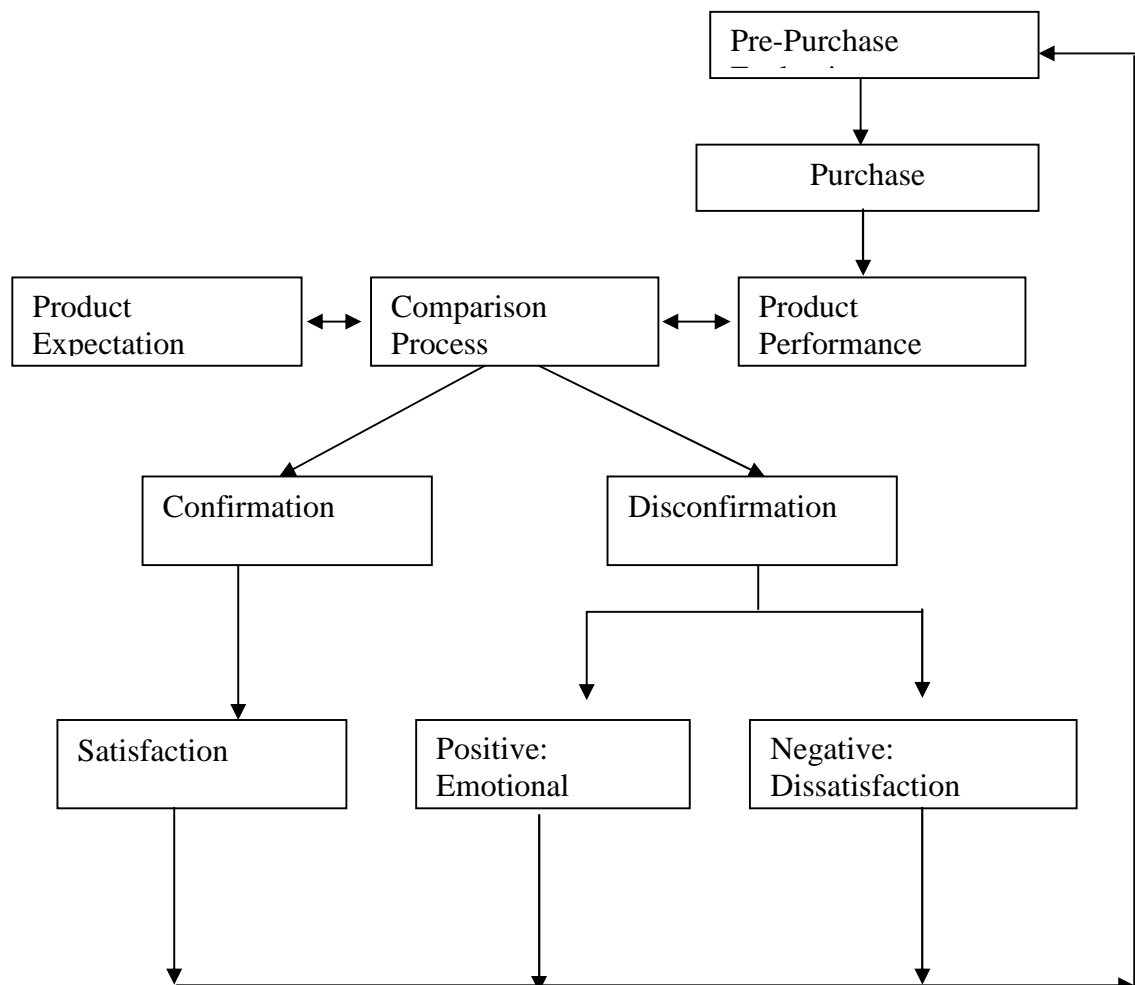 Pre-Purchase
Purchase
Product
Expectation
Comparison
Process
Product
Performance
Confirmation
Disconfirmation
Satisfaction
Positive:
Emotional
Negative:
Dissatisfaction